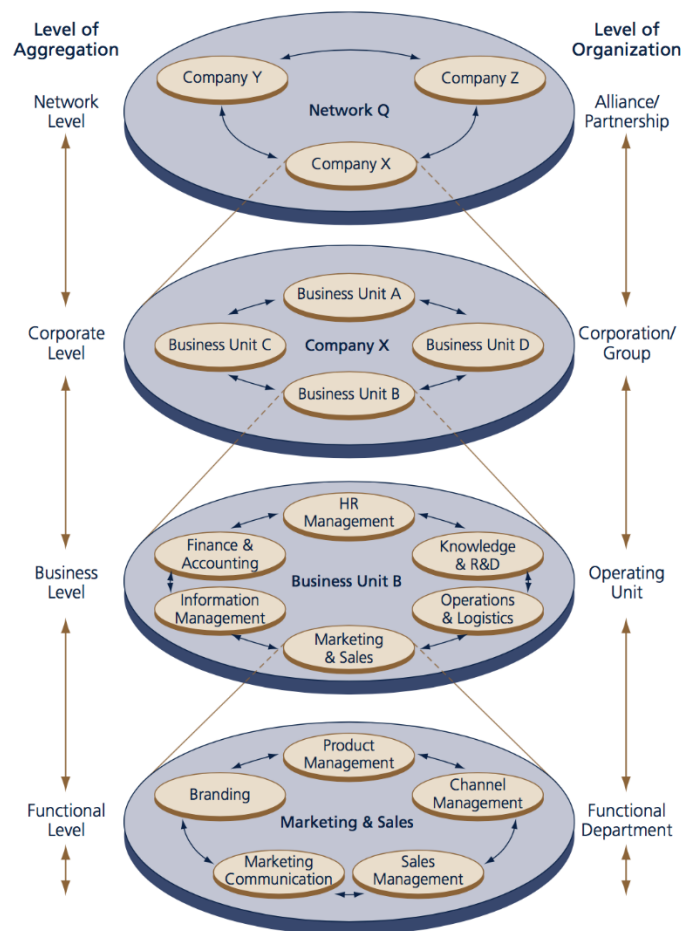 Level of
Aggregation
Level of
Organization
Network
Level
Company Y
Company Z
Network Q
Company X
Alliance/
Partnership
Corporate
Level
Business Unit A
Business Unit C
Company X
Business Unit D
Business Unit B
Corporation/
Group
Business
Level
HR
Management
Finance &
Accounting
Knowledge
& R&D
Business Unit B
Information
Management
Operations
& Logistics
Marketing
& Sales
Operating
Unit
Functional
Level
Product
Management
Branding
Channel
Management
Marketing & Sales
Marketing
Communication
Sales
Management
Functional
Department